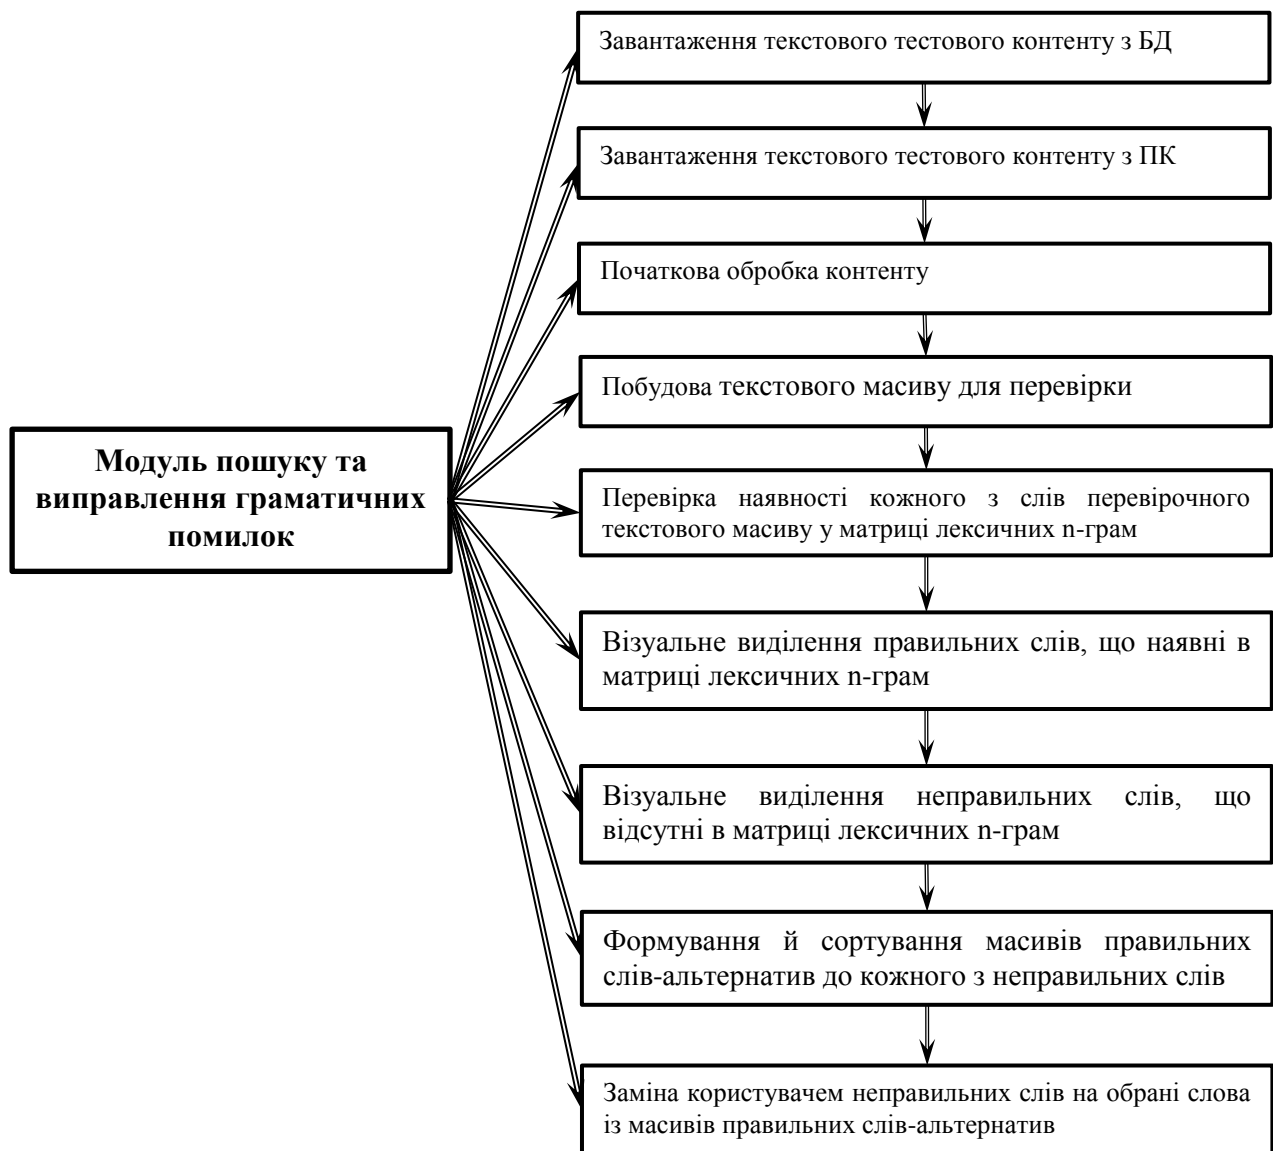 Завантаження текстового тестового контенту з БД
Завантаження текстового тестового контенту з ПК
Початкова обробка контенту
Побудова текстового масиву для перевірки
Модуль пошуку та
виправлення граматичних
помилок
Перевірка наявності кожного з слів перевірочного
текстового масиву у матриці лексичних n-грам
Візуальне виділення правильних слів, що наявні в
матриці лексичних n-грам
Візуальне виділення неправильних слів, що
відсутні в матриці лексичних n-грам
Формування й сортування масивів правильних
слів-альтернатив до кожного з неправильних слів
Заміна користувачем неправильних слів на обрані слова
із масивів правильних слів-альтернатив